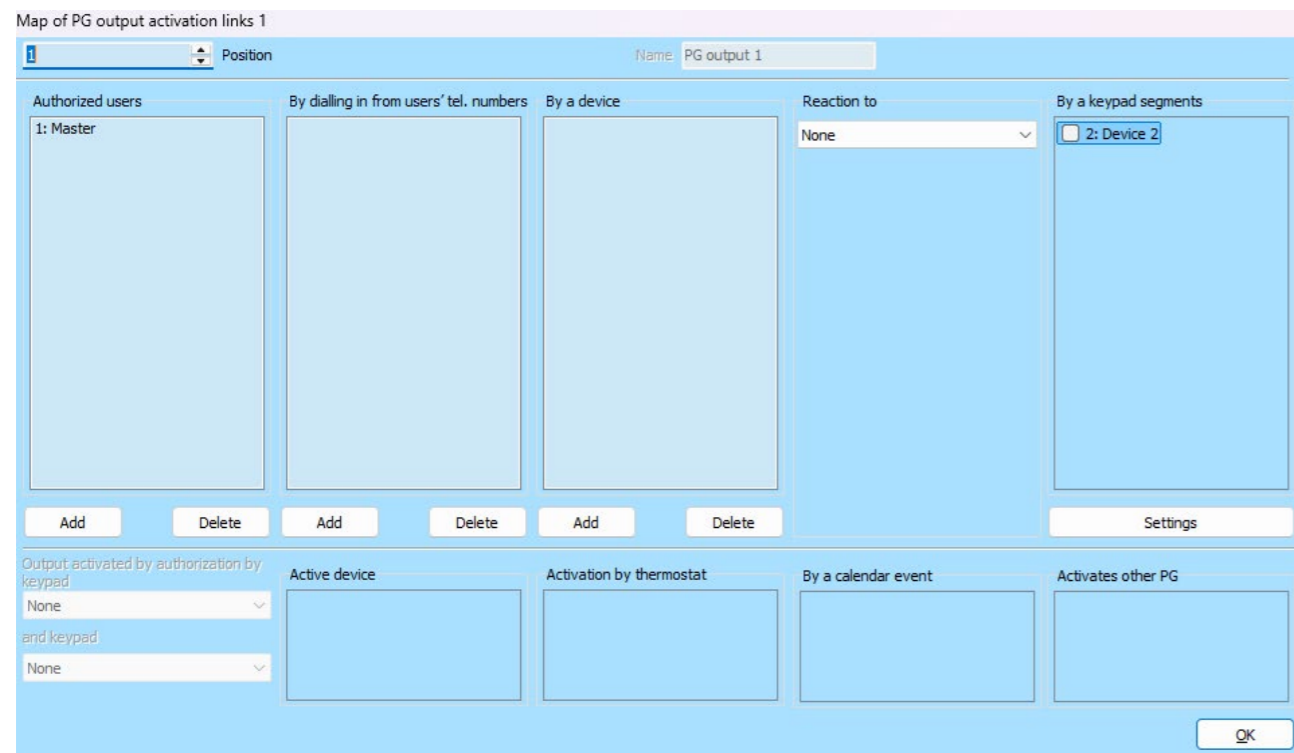 Map of PG output activation links 1
1 Position Name PG output 1
Authorized users
1: Master
Add Delete
By dialling in from users´ tel. numbers
Add Delete
By a device
Add Delete
Reaction to
None
By a keypad segments
2: Device 2
Settings
Output activated by authorization by
keypad
None
and keypad
None
Active device
Activation by thermostat
By a calendar event
Activates other PG
OK